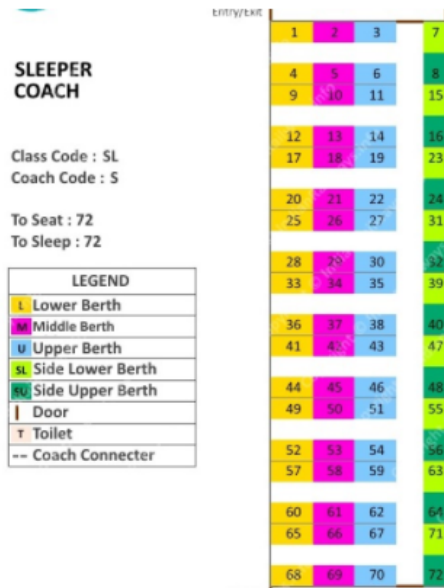 Entry/Exit
1 2 3 7
SLEEPER
COACH
4 5 6 8
9 10 11 15
12 13 14 16
Class Code : SL
17 18 19 23
Coach Code : S
20 21 22 24
To Seat : 72
25 26 27 31
To Sleep : 72
28 29 30 32
LEGEND
33 34 35 39
L Lower Berth
M Middle Berth
36 37 38 40
U Upper Berth
41 42 43 47
SL Side Lower Berth
SU Side Upper Berth
44 45 46 48
Door
49 50 51 55
T Toilet
-- Coach Connecter
52 53 54 56
57 58 59 63
60 61 62 64
65 66 67 71
68 69 70 72